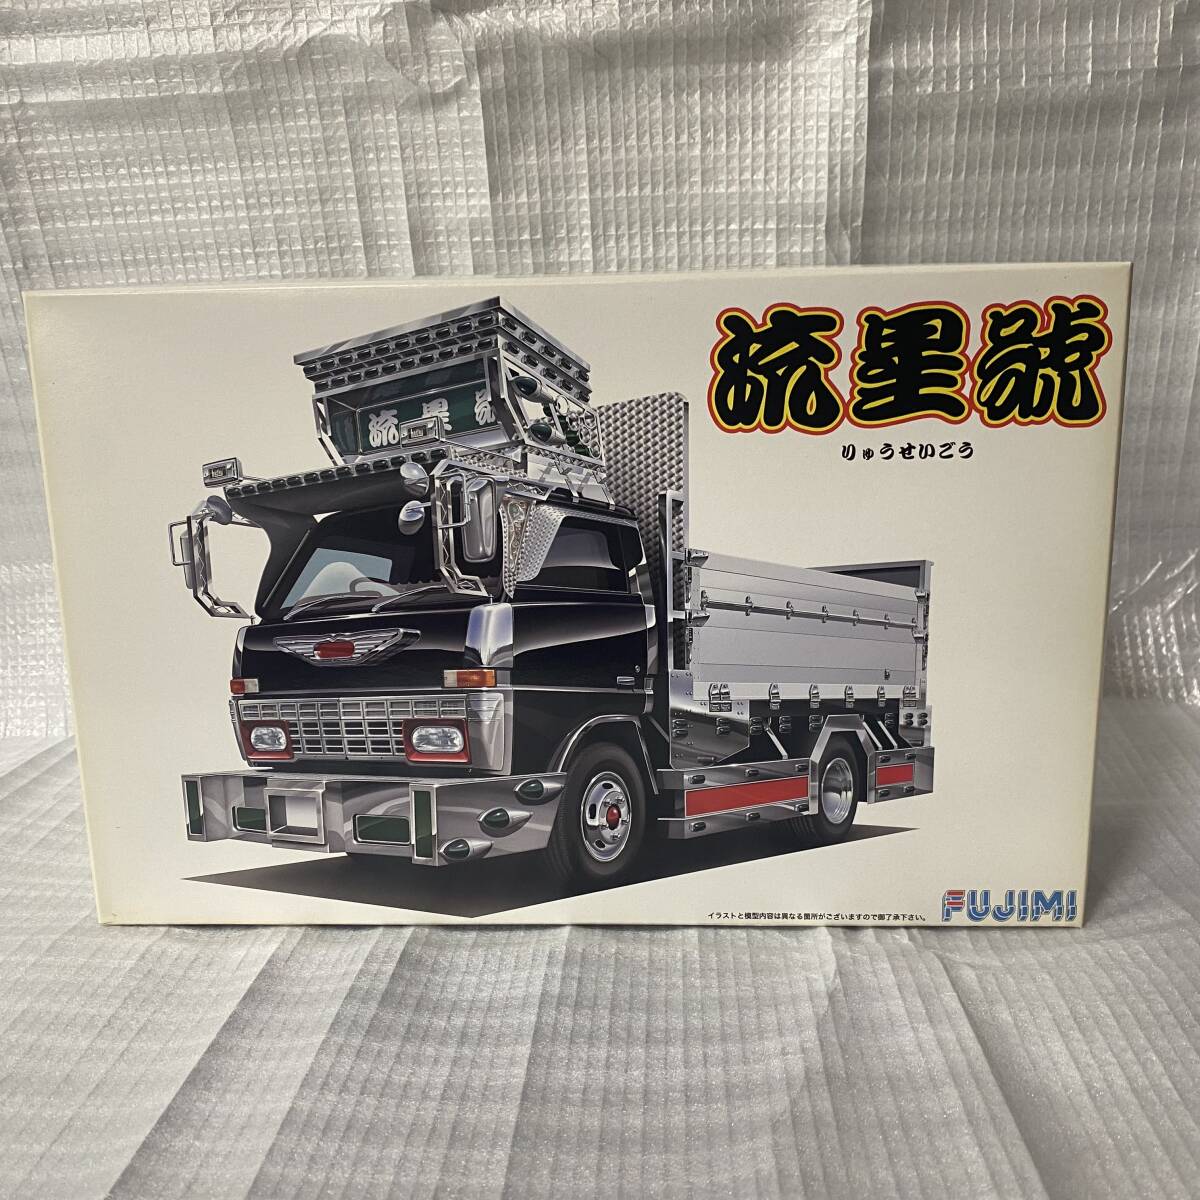 流星號
りゅうせいごう
流星號
イラストと模型内容は異なる箇所がございますので御了承下さい。
FUJIMI